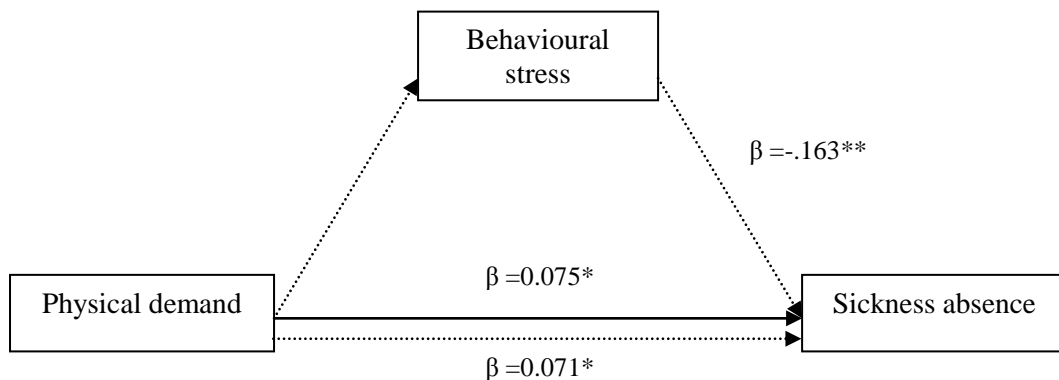 Behavioural
stress
β =-.163**
β =0.075*
Physical demand
Sickness absence
β =0.071*